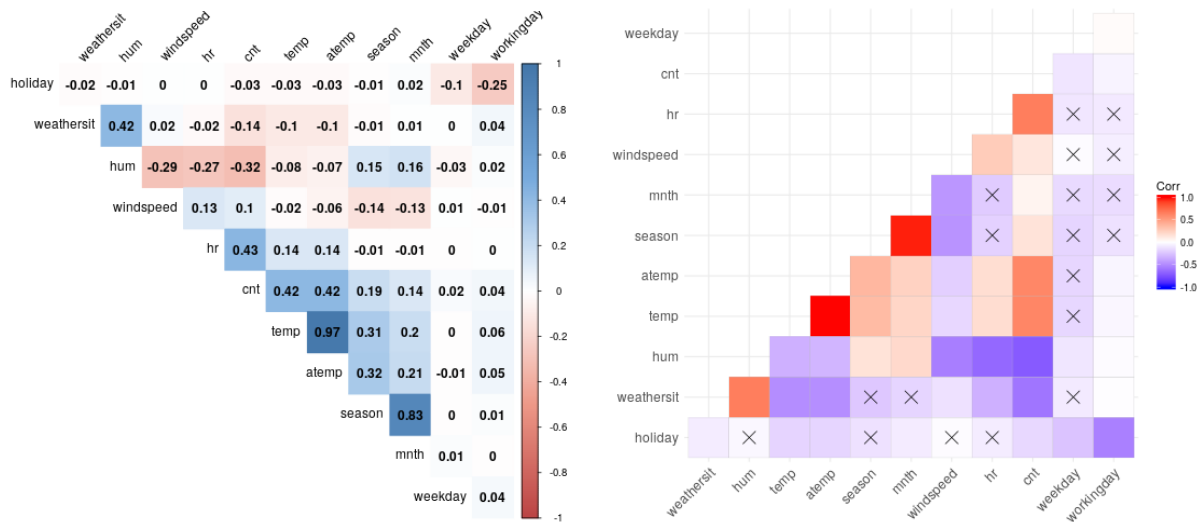 weathersit hum windspeed hr cnt temp atemp season mnth weekday workingday
holiday -0.02 -0.01 0 0 -0.03 -0.03 -0.03 -0.01 0.02 -0.1 -0.25
weathersit 0.42 0.02 -0.02 -0.14 -0.1 -0.1 -0.01 0.01 0 0.04
hum -0.29 -0.27 -0.32 -0.08 -0.07 0.15 0.16 -0.03 0.02
windspeed 0.13 0.1 -0.02 -0.06 -0.14 -0.13 0.01 -0.01
hr 0.43 0.14 0.14 -0.01 -0.01 0 0
cnt 0.42 0.42 0.19 0.14 0.02 0.04
temp 0.97 0.31 0.2 0 0.06
atemp 0.32 0.21 -0.01 0.05
season 0.83 0 0.01
mnth 0.01 0
weekday 0.04
1
0.8
0.6
0.4
0.2
0
-0.2
-0.4
-0.6
-0.8
-1
weekday
cnt
hr
windspeed
mnth
season
atemp
temp
hum
weathersit
holiday
weathersit hum temp atemp season mnth windspeed hr cnt weekday workingday
Corr
1.0
0.5
0.0
-0.5
-1.0